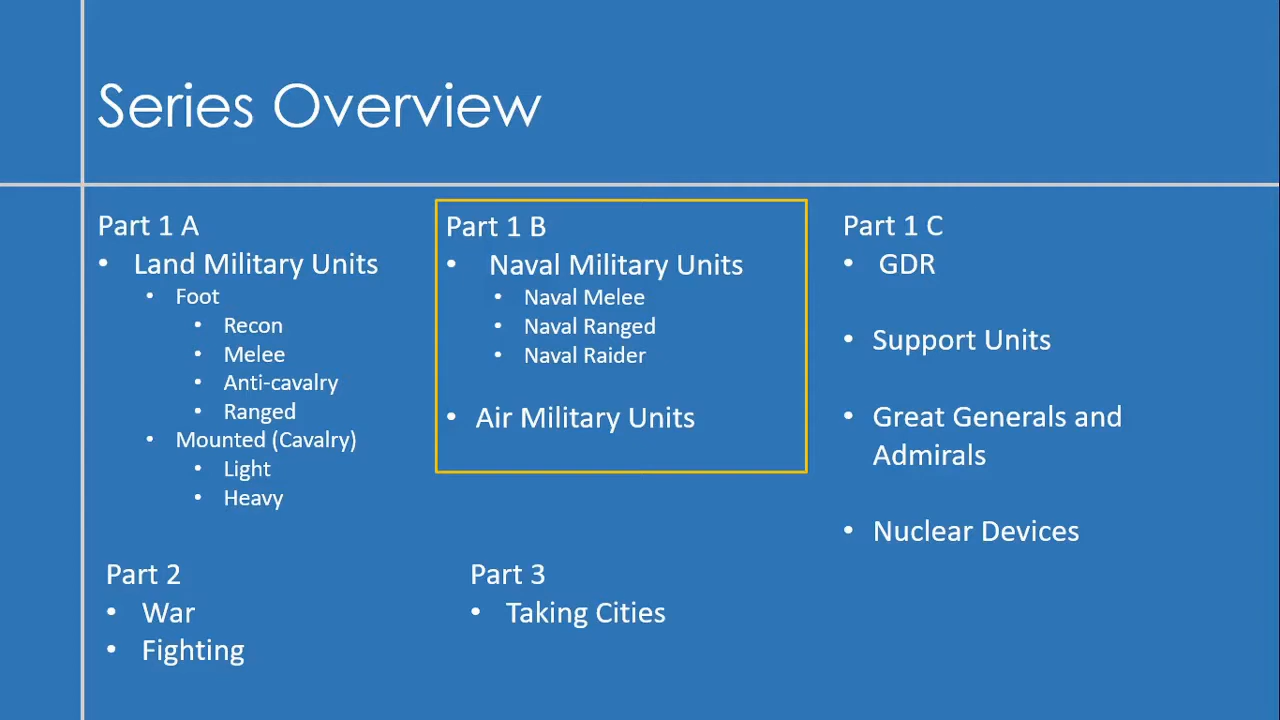 Series Overview
Part 1 A
• Land Military Units
• Foot
• Recon
• Melee
• Anti-cavalry
• Ranged
• Mounted (Cavalry)
• Light
• Heavy
Part 1 B
• Naval Military Units
• Naval Melee
• Naval Ranged
• Naval Raider
• Air Military Units
Part 1 C
• GDR
• Support Units
• Great Generals and
Admirals
• Nuclear Devices
Part 2
• War
• Fighting
Part 3
• Taking Cities